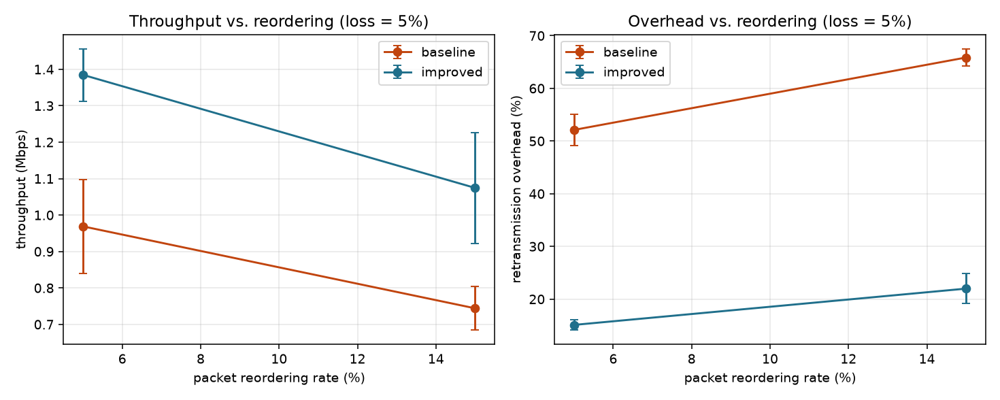 Throughput vs. reordering (loss = 5%)
baseline
improved
throughput (Mbps)
1.4
1.3
1.2
1.1
1.0
0.9
0.8
0.7
6 8 10 12 14
packet reordering rate (%)
Overhead vs. reordering (loss = 5%)
baseline
improved
retransmission overhead (%)
70
60
50
40
30
20
6 8 10 12 14
packet reordering rate (%)